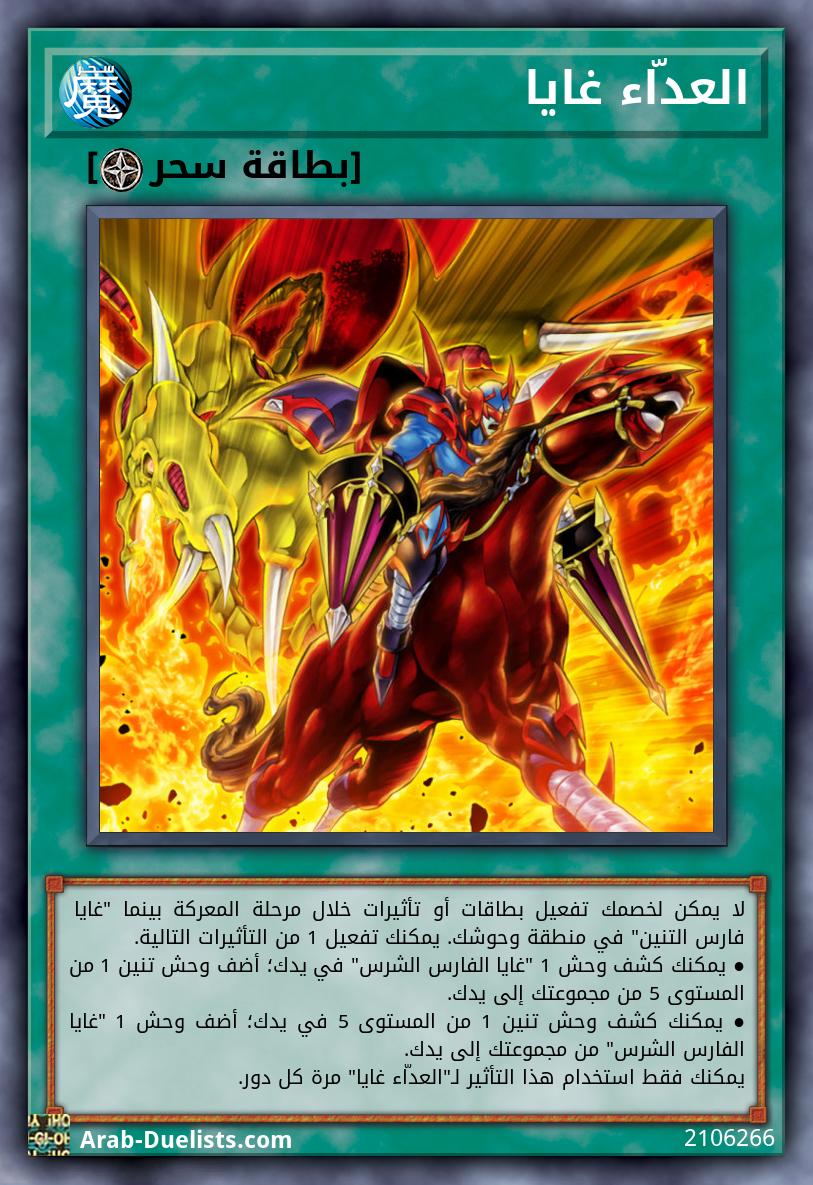 العدّاء غايا
魔
[بطاقة سحر]
لا يمكن لخصمك تفعيل بطاقات أو تأثيرات خلال مرحلة المعركة بينما "غايا
فارس التنين" في منطقة وحوشك. يمكنك تفعيل 1 من التأثيرات التالية.
● يمكنك كشف وحش 1 "غايا الفارس الشرس" في يدك؛ أضف وحش تنين 1 من
المستوى 5 من مجموعتك إلى يدك.
● يمكنك كشف وحش تنين 1 من المستوى 5 في يدك؛ أضف وحش 1 "غايا
الفارس الشرس" من مجموعتك إلى يدك.
يمكنك فقط استخدام هذا التأثير لـ"العدّاء غايا" مرة كل دور.
Arab-Duelists.com
2106266